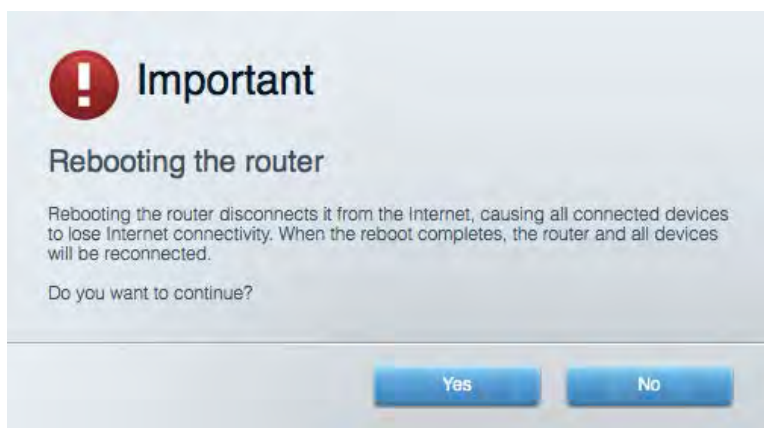 Important
Rebooting the router
Rebooting the router disconnects it from the Internet, causing all connected devices
to lose Internet connectivity. When the reboot completes, the router and all devices
will be reconnected.
Do you want to continue?
Yes
No